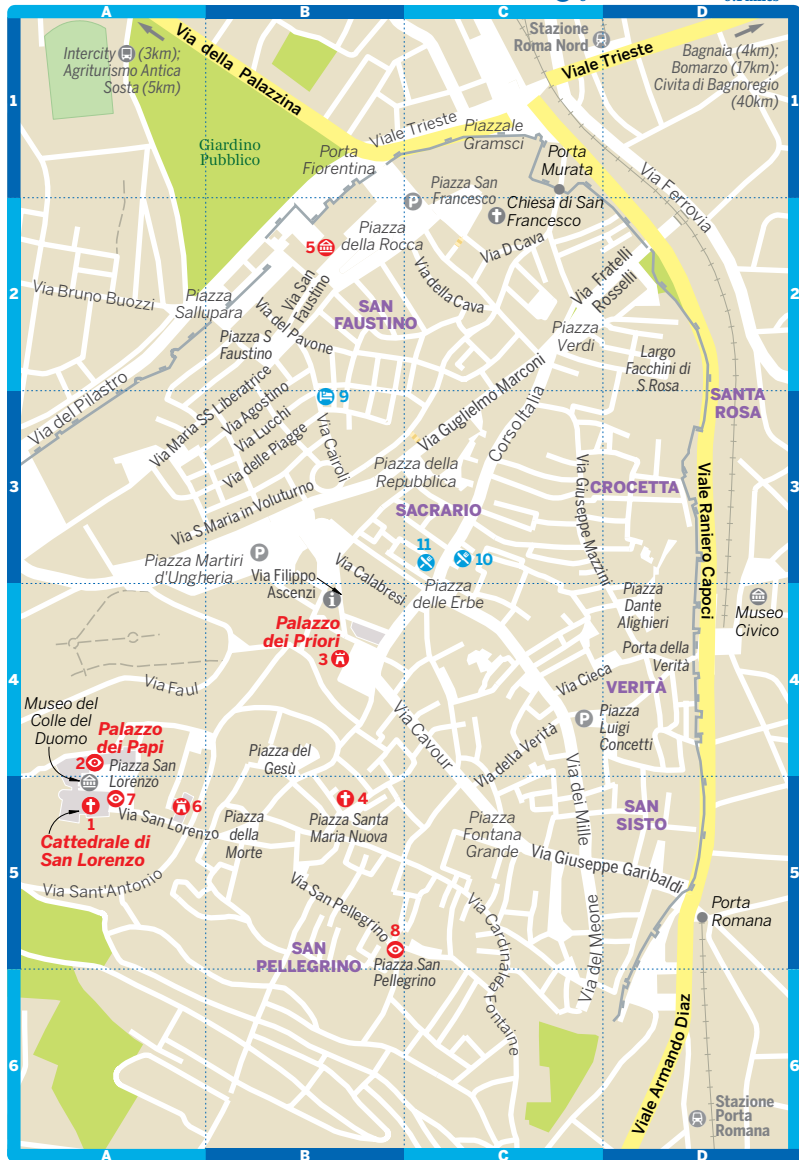 A
B
C
D
Intercity (3km);
Agriturismo Antica
Sosta (5km)
Via della Palazzina
Stazione
Roma Nord
Viale Trieste
Bagnaia (4km);
Bomarzo (17km);
Civita di Bagnoregio
(40km)
1
1
Giardino
Pubblico
Viale Trieste
Piazzale
Gramsci
Porta
Fiorentina
Porta
Murata
Via Ferrovia
P
Piazza San
Francesco
Chiesa di San
Francesco
Piazza
della Rocca
5
Via D Cava
Via San
Faustino
Via della Cava
Via Fratelli
Rosselli
2
2
Via Bruno Buozzi
Piazza
Sallupara
SAN
FAUSTINO
Via del Pavone
Piazza S
Faustino
Piazza
Verdi
Largo
Facchini di
S Rosa
SANTA
ROSA
Via del Pilastro
9
Via Maria SS Liberatrice
Via Agostino
Via Lucchi
Via delle Piagge
Via Cairoli
Via Guglielmo Marconi
Corso Italia
Piazza della
Repubblica
Via Giuseppe Mazzini
CROCETTA
Viale Raniero Capoci
3
3
Via S Maria in Voluturno
SACRARIO
11
10
P
Piazza Martiri
d'Ungheria
Via Calabresi
Via Filippo
Ascenzi
i
Piazza
delle Erbe
Piazza
Dante
Alighieri
Museo
Civico
Palazzo
dei Priori
3
Porta della
Verità
4
4
Via Faul
Via Cieca
VERITÀ
Museo del
Colle del
Duomo
Palazzo
dei Papi
2
Piazza San
Lorenzo
Via Cavour
P
Piazza
Luigi
Concetti
Piazza del
Gesù
Via della Verità
Via dei Mille
7
6
4
1
Via San Lorenzo
Cattedrale di
San Lorenzo
Piazza
della
Morte
Piazza Santa
Maria Nuova
Piazza
Fontana
Grande
SAN
SISTO
Via Giuseppe Garibaldi
5
5
Via Sant'Antonio
Via San Pellegrino
Via Cardinalda
Fontaine
Via del Meone
Porta
Romana
8
SAN
PELLEGRINO
Piazza San
Pellegrino
Viale Armando Diaz
6
6
Stazione
Porta
Romana
A
B
C
D